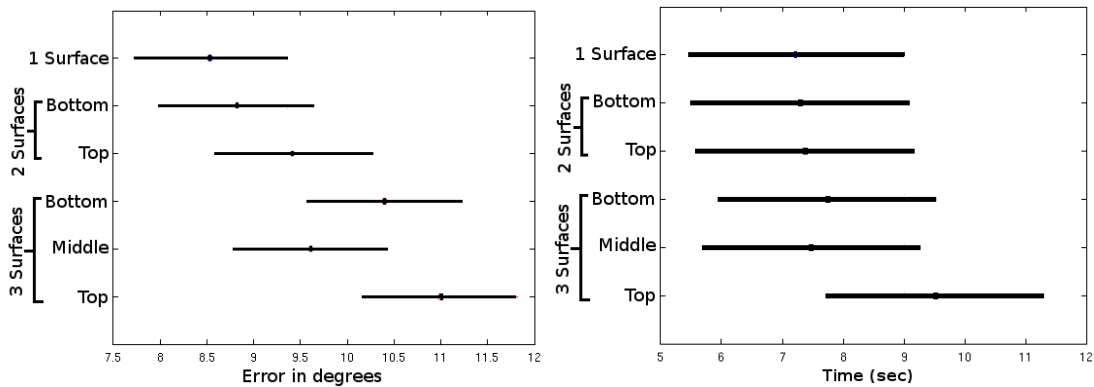 1 Surface
2 Surfaces
Bottom
Top
3 Surfaces
Bottom
Middle
Top
7.5 8 8.5 9 9.5 10 10.5 11 11.5 12
Error in degrees
1 Surface
2 Surfaces
Bottom
Top
3 Surfaces
Bottom
Middle
Top
5 6 7 8 9 10 11 12
Time (sec)